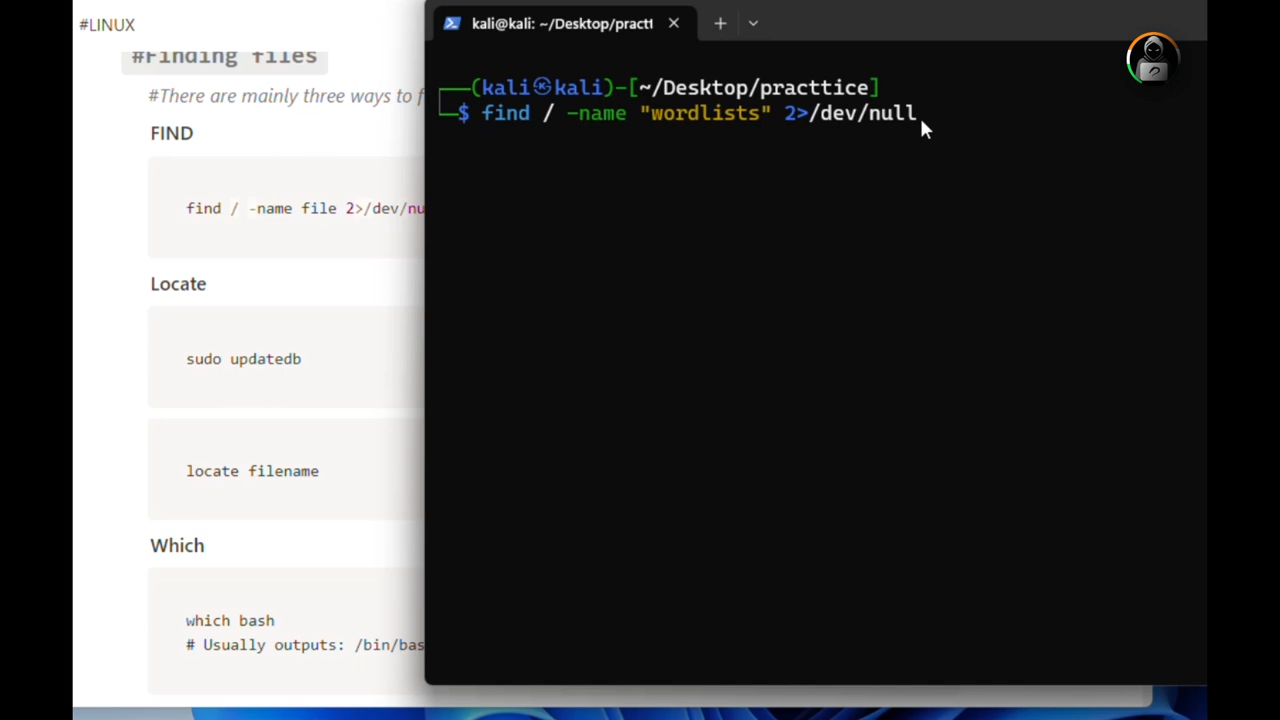 #LINUX
#Finding files
#There are mainly three ways to f
FIND
find / -name file 2>/dev/nu
Locate
sudo updatedb
locate filename
Which
which bash
# Usually outputs: /bin/bas
kali@kali: ~/Desktop/practt
(kali㉿kali)-[~/Desktop/practtice]
$ find / -name "wordlists" 2>/dev/null